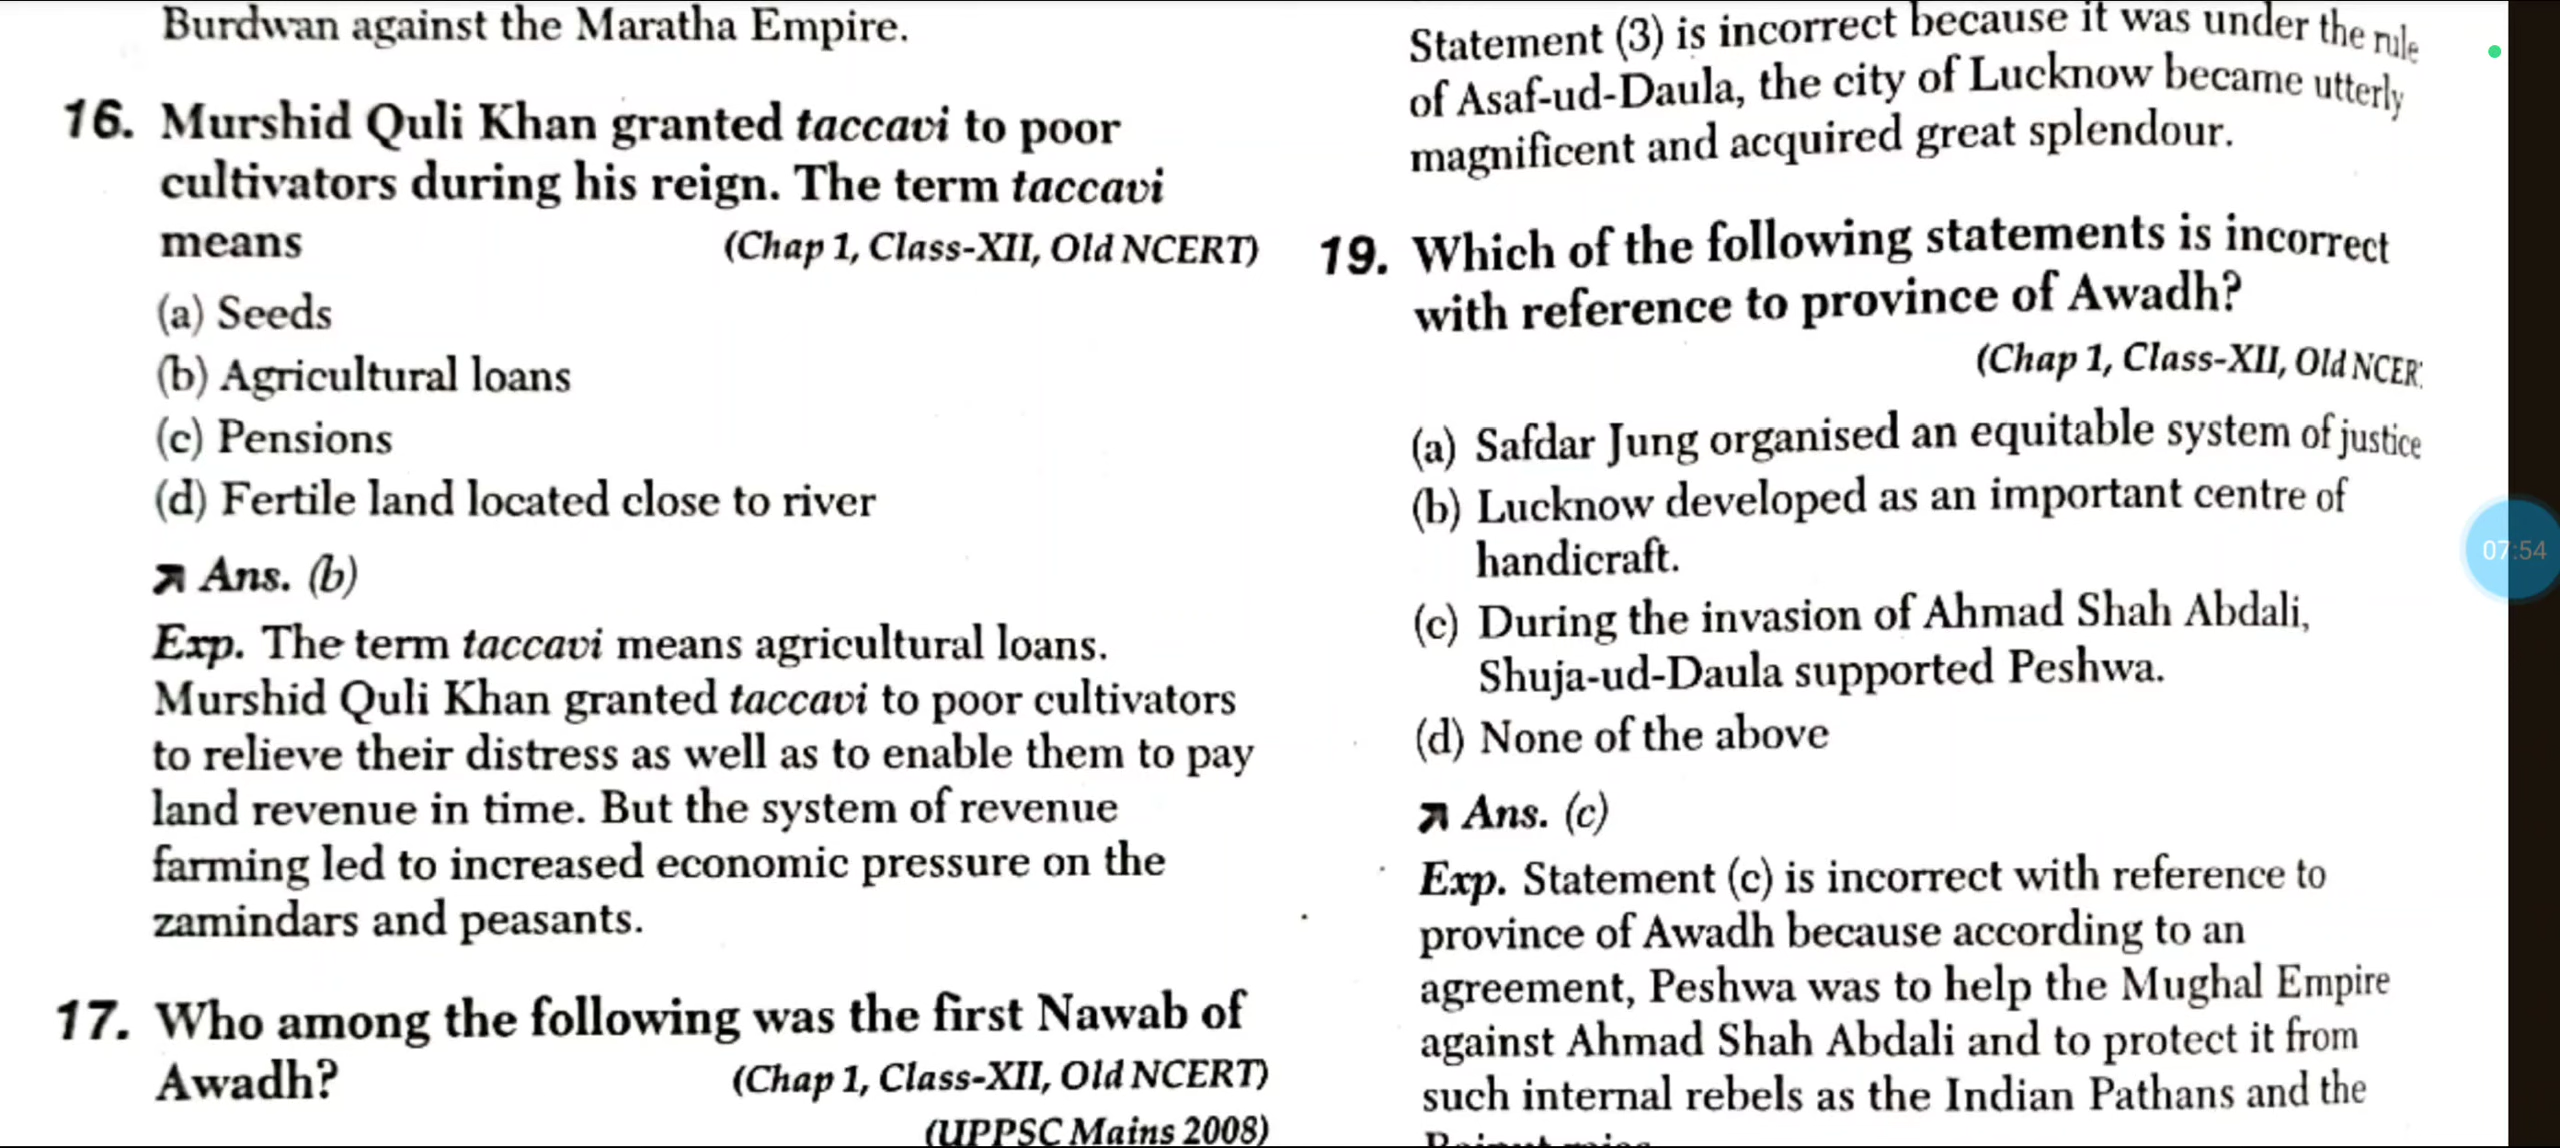 Burdwan against the Maratha Empire.
16. Murshid Quli Khan granted taccavi to poor
cultivators during his reign. The term taccavi
means (Chap 1, Class-XII, Old NCERT)
(a) Seeds
(b) Agricultural loans
(c) Pensions
(d) Fertile land located close to river
Ans. (b)
Exp. The term taccavi means agricultural loans.
Murshid Quli Khan granted taccavi to poor cultivators
to relieve their distress as well as to enable them to pay
land revenue in time. But the system of revenue
farming led to increased economic pressure on the
zamindars and peasants.
17. Who among the following was the first Nawab of
Awadh? (Chap 1, Class-XII, Old NCERT)
(UPPSC Mains 2008)
Statement (3) is incorrect because it was under the rule
of Asaf-ud-Daula, the city of Lucknow became utterly
magnificent and acquired great splendour.
19. Which of the following statements is incorrect
with reference to province of Awadh?
(Chap 1, Class-XII, Old NCER
(a) Safdar Jung organised an equitable system of justice
(b) Lucknow developed as an important centre of
handicraft.
(c) During the invasion of Ahmad Shah Abdali,
Shuja-ud-Daula supported Peshwa.
(d) None of the above
Ans. (c)
Exp. Statement (c) is incorrect with reference to
province of Awadh because according to an
agreement, Peshwa was to help the Mughal Empire
against Ahmad Shah Abdali and to protect it from
such internal rebels as the Indian Pathans and the
07:54